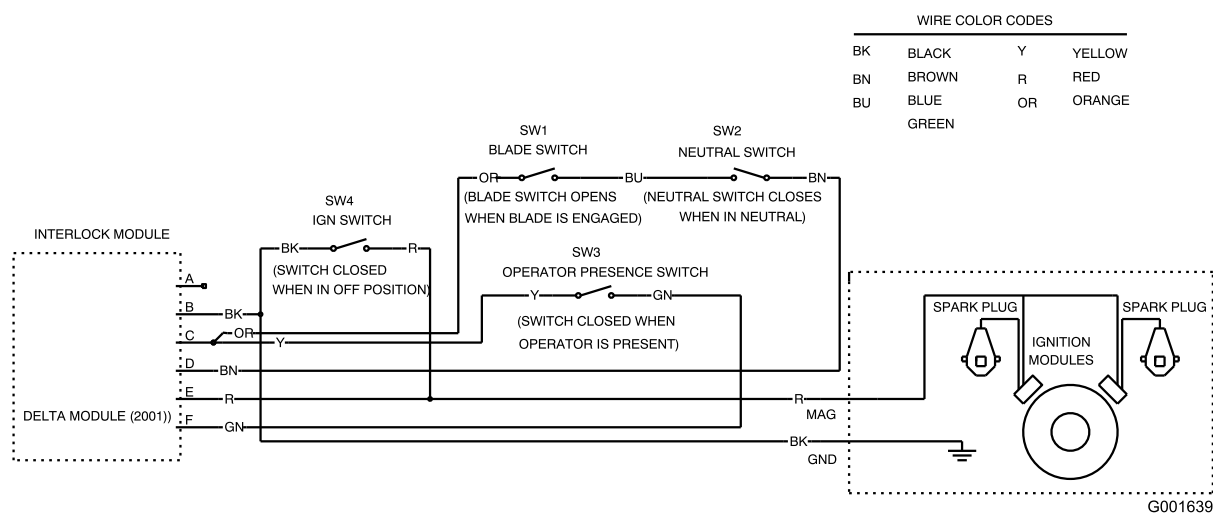 WIRE COLOR CODES
BK BLACK Y YELLOW
BN BROWN R RED
BU BLUE OR ORANGE
GREEN
SW1
BLADE SWITCH
SW2
NEUTRAL SWITCH
OR
BU
BN
(BLADE SWITCH OPENS
WHEN BLADE IS ENGAGED)
(NEUTRAL SWITCH CLOSES
WHEN IN NEUTRAL)
SW4
IGN SWITCH
BK
R
(SWITCH CLOSED
WHEN IN OFF POSITION)
SW3
OPERATOR PRESENCE SWITCH
Y
GN
(SWITCH CLOSED WHEN
OPERATOR IS PRESENT)
INTERLOCK MODULE
A
B
BK
OR
C
Y
D
BN
E
R
F
GN
DELTA MODULE (2001))
R
MAG
BK
GND
SPARK PLUG
SPARK PLUG
IGNITION
MODULES
G001639